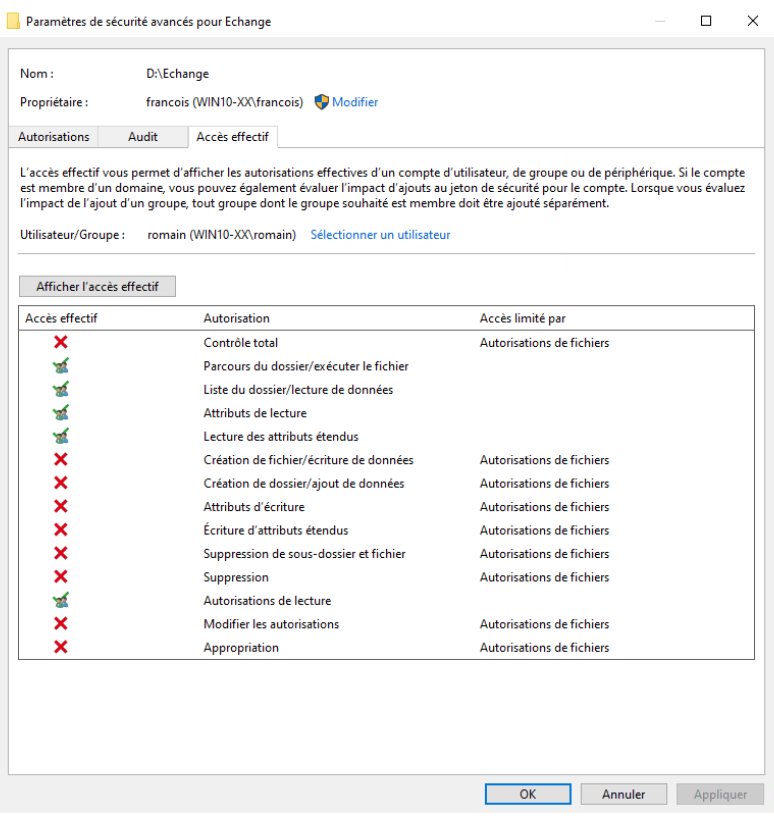 Paramètres de sécurité avancés pour Echange
Nom : D:\Echange
Propriétaire : francois (WIN10-XX\francois) Modifier
Autorisations Audit Accès effectif
L’accès effectif vous permet d’afficher les autorisations effectives d’un compte d’utilisateur, de groupe ou de périphérique. Si le compte
est membre d’un domaine, vous pouvez également évaluer l’impact d’ajouts au jeton de sécurité pour le compte. Lorsque vous évaluez
l’impact de l’ajout d’un groupe, tout groupe dont le groupe souhaité est membre doit être ajouté séparément.
Utilisateur/Groupe : romain (WIN10-XX\romain) Sélectionner un utilisateur
Afficher l’accès effectif
Accès effectif Autorisation Accès limité par
Contrôle total Autorisations de fichiers
Parcours du dossier/exécuter le fichier
Liste du dossier/lecture de données
Attributs de lecture
Lecture des attributs étendus
Création de fichier/écriture de données Autorisations de fichiers
Création de dossier/ajout de données Autorisations de fichiers
Attributs d’écriture Autorisations de fichiers
Écriture d’attributs étendus Autorisations de fichiers
Suppression de sous-dossier et fichier Autorisations de fichiers
Suppression Autorisations de fichiers
Autorisations de lecture
Modifier les autorisations Autorisations de fichiers
Appropriation Autorisations de fichiers
OK Annuler Appliquer